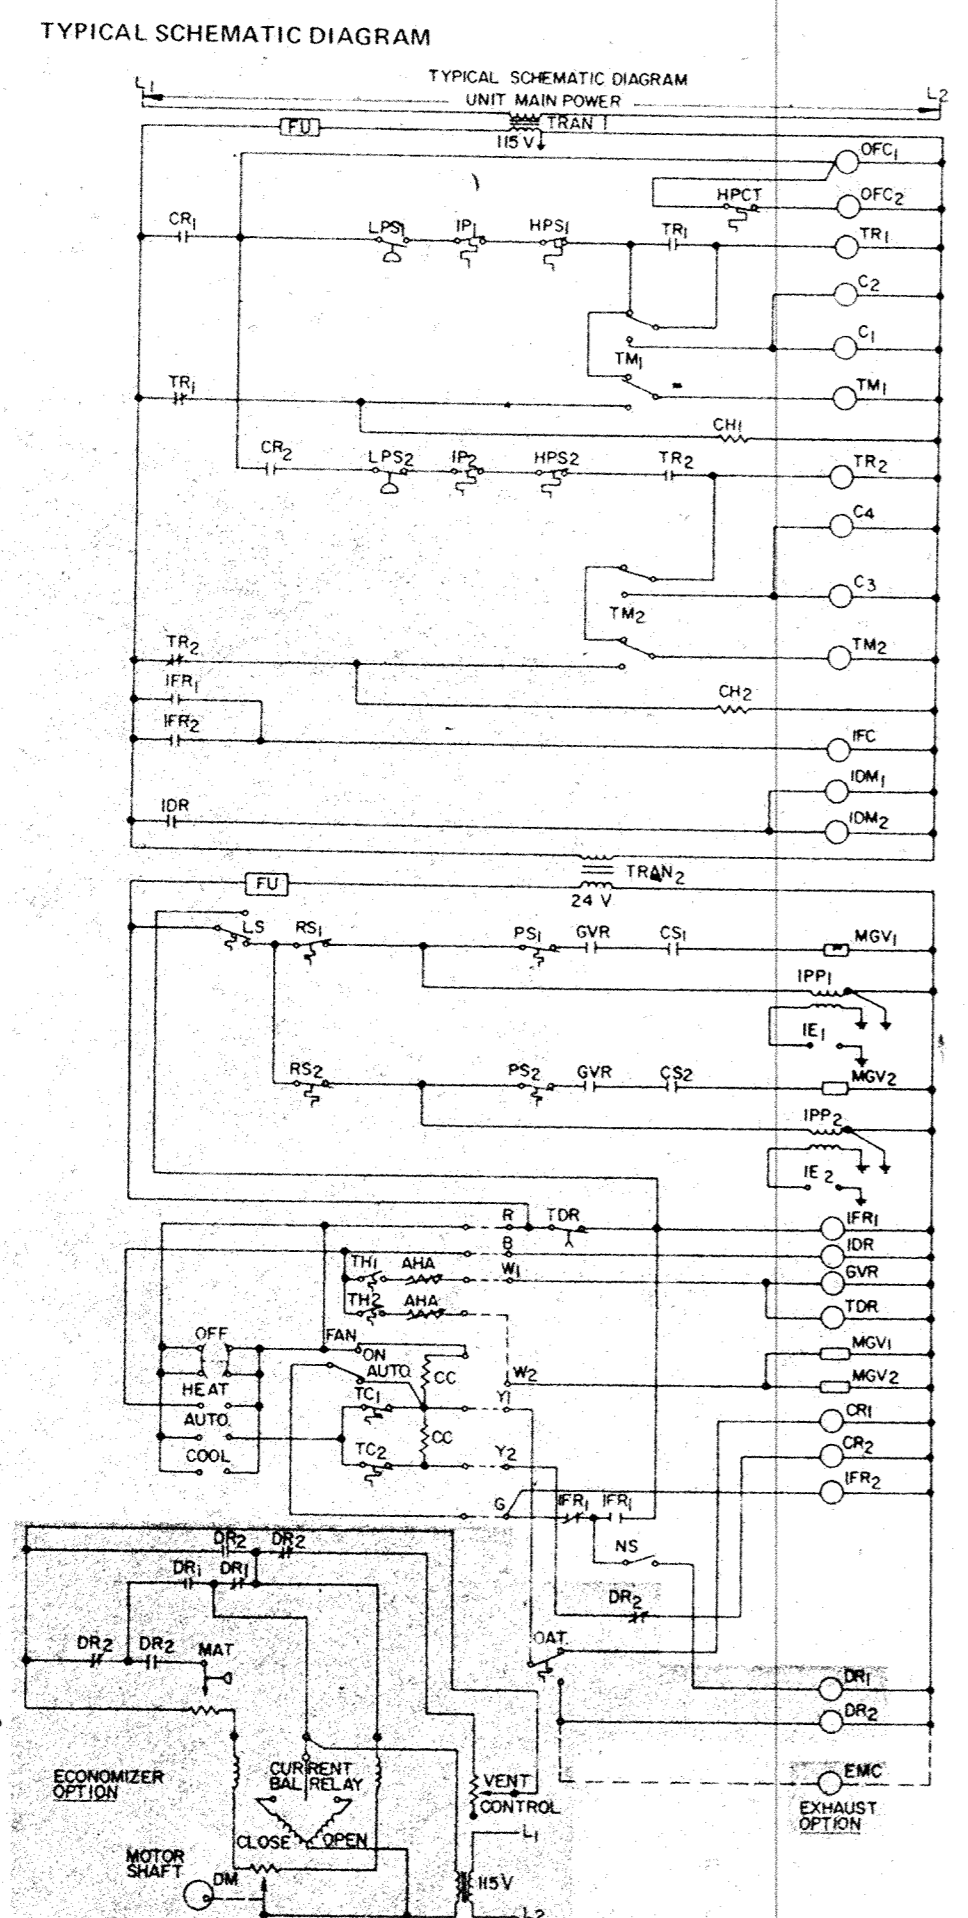 TYPICAL SCHEMATIC DIAGRAM
TYPICAL SCHEMATIC DIAGRAM
L1 UNIT MAIN POWER L2
FU TRAN 1
115 V
OFC1
HPCT OFC2
CR1 LPS1 IP1 HPS1 TR1 TR1
C2
C1
TM1
TR1 TM1
CH1
CR2 LPS2 IP2 HPS2 TR2 TR2
C4
C3
TM2
TR2 TM2
IFR1 CH2
IFR2 IFC
IDM1
IDR IDM2
FU TRAN2
24 V
LS RS1 PS1 GVR CS1 MGV1
IPP1
IE1
RS2 PS2 GVR CS2 MGV2
IPP2
IE2
R TDR IFR1
B IDR
TH1 AHA W1 GVR
TH2 AHA TDR
OFF FAN ON MGV1
HEAT AUTO CC W2 MGV2
AUTO TC1 Y1 CR1
COOL TC2 CC Y2 CR2
G IFR1 IFR1 IFR2
DR2 DR2 NS
DR1 DR1 DR2
DR2 DR2 MAT OAT
DR1
DR2
CURRENT
BAL RELAY
ECONOMIZER
OPTION
VENT
CONTROL
EMC
EXHAUST
OPTION
CLOSE OPEN
L1
MOTOR
SHAFT
DM 115V
L2